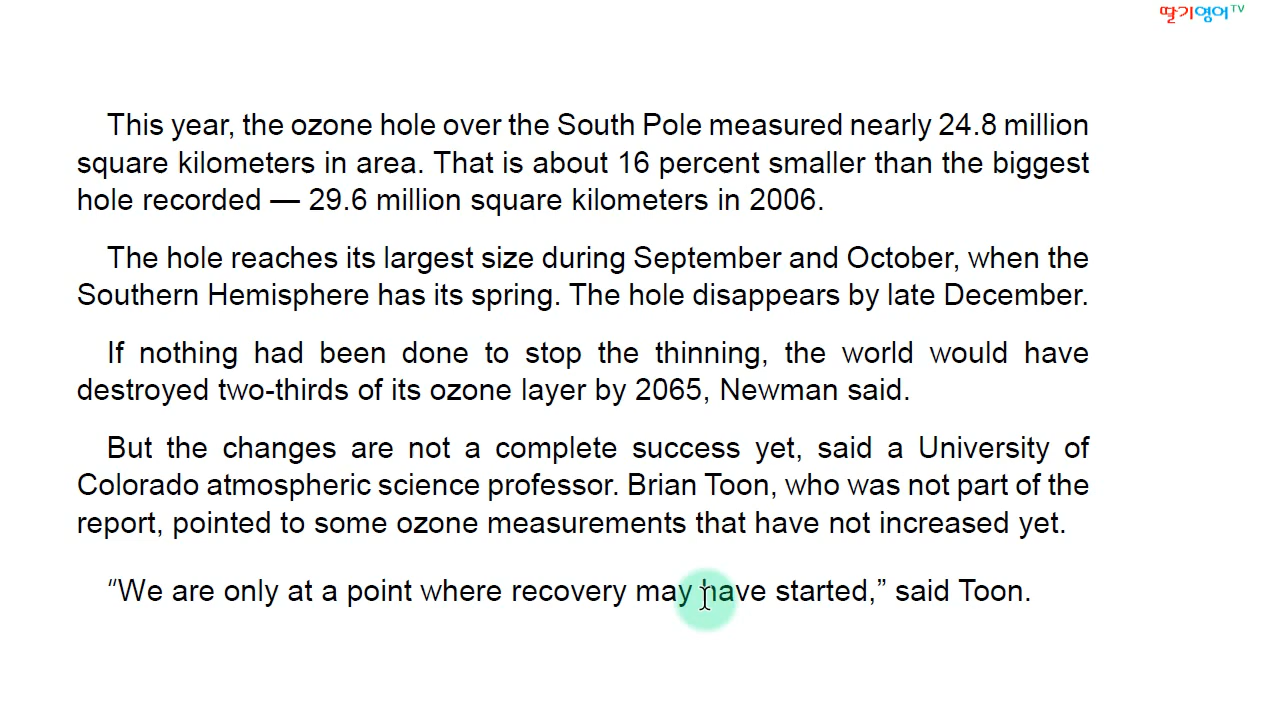 딸기영어TV
This year, the ozone hole over the South Pole measured nearly 24.8 million
square kilometers in area. That is about 16 percent smaller than the biggest
hole recorded — 29.6 million square kilometers in 2006.
The hole reaches its largest size during September and October, when the
Southern Hemisphere has its spring. The hole disappears by late December.
If nothing had been done to stop the thinning, the world would have
destroyed two-thirds of its ozone layer by 2065, Newman said.
But the changes are not a complete success yet, said a University of
Colorado atmospheric science professor. Brian Toon, who was not part of the
report, pointed to some ozone measurements that have not increased yet.
“We are only at a point where recovery may have started,” said Toon.